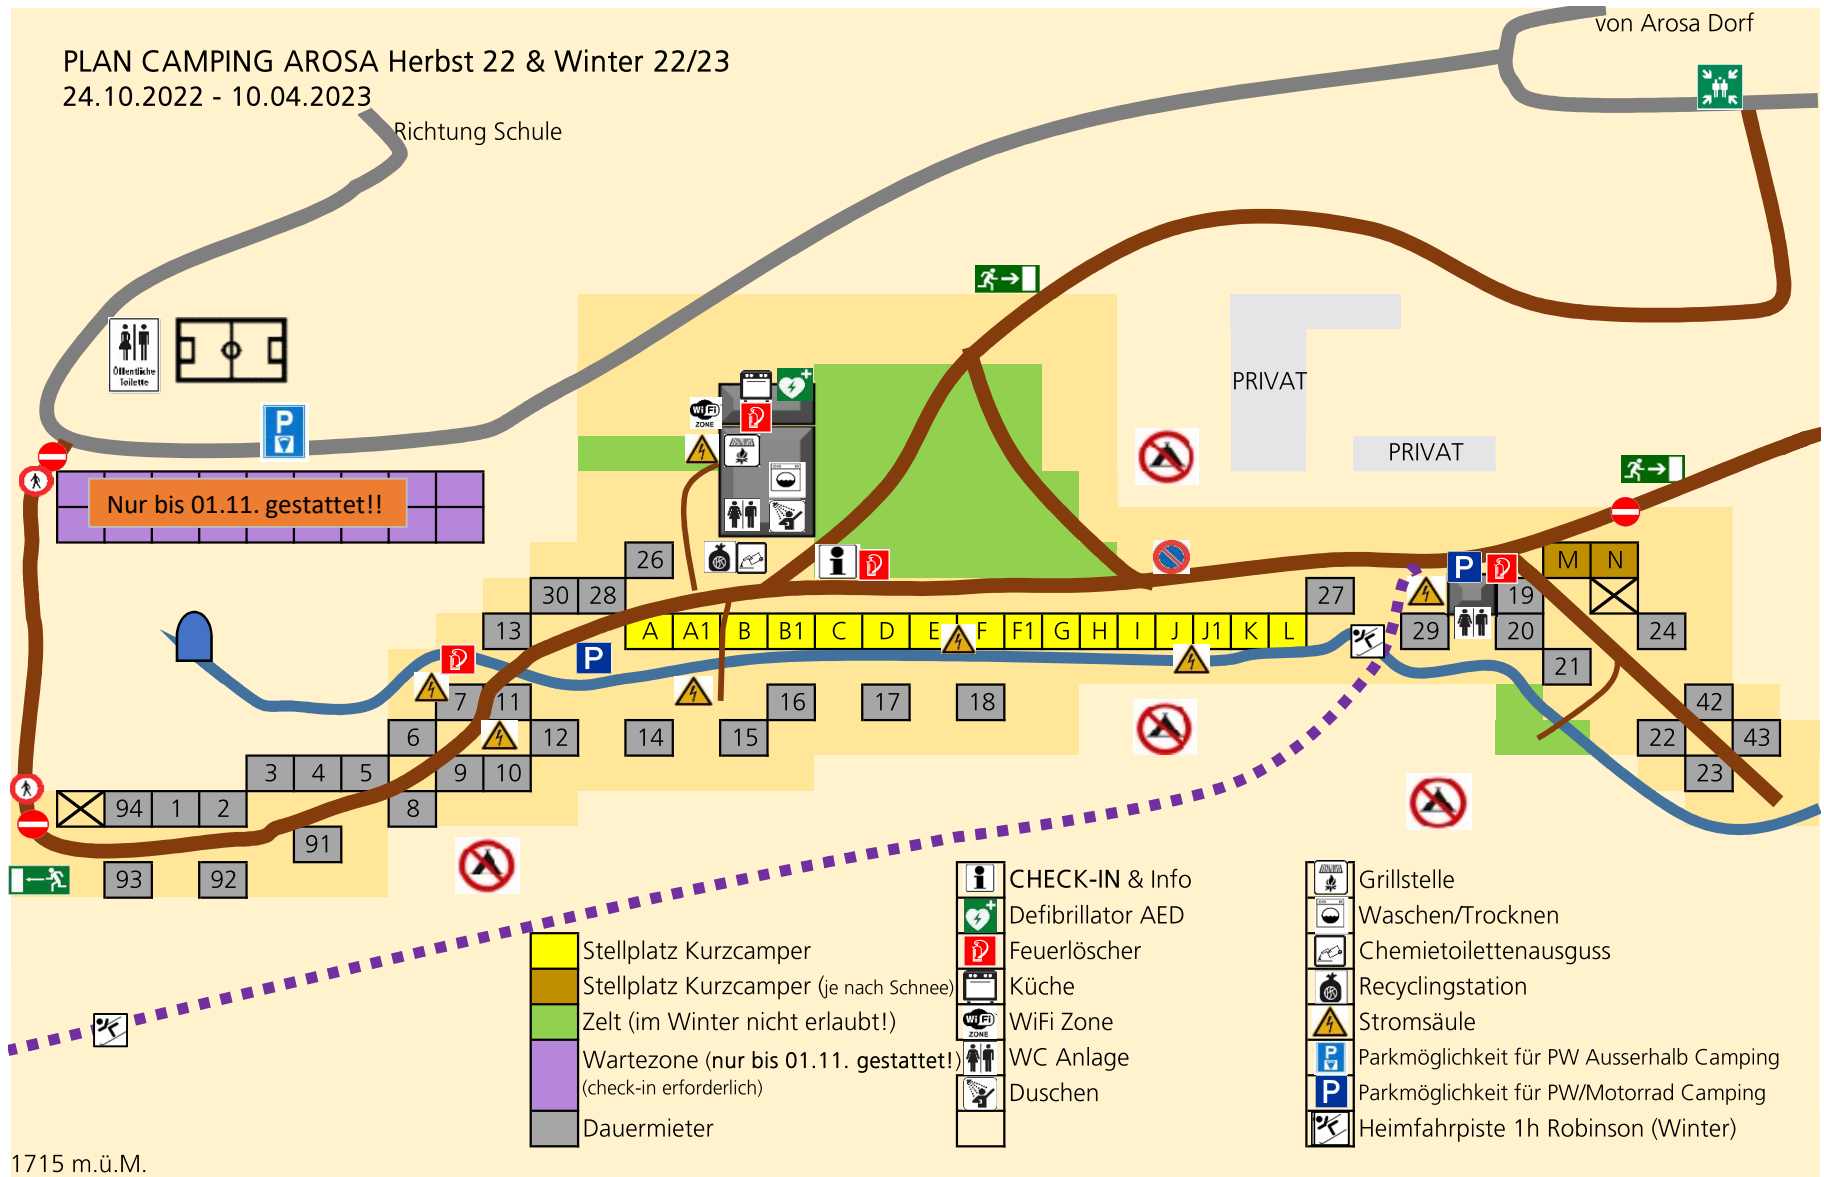 von Arosa Dorf
PLAN CAMPING AROSA Herbst 22 & Winter 22/23
24.10.2022 - 10.04.2023
Richtung Schule
Öffentliche
Toilette
P
PRIVAT
PRIVAT
WiFi
ZONE
Nur bis 01.11. gestattet!!
26
i
P
M
N
30
28
27
19
13
A
A1
B
B1
C
D
E
F
F1
G
H
I
J
J1
K
L
29
20
24
P
21
7
11
16
17
18
42
6
12
14
15
22
43
3
4
5
9
10
23
94
1
2
8
91
93
92
CHECK-IN & Info
Grillstelle
Defibrillator AED
Waschen/Trocknen
Stellplatz Kurzcamper
Feuerlöscher
Chemietoilettenausguss
Stellplatz Kurzcamper (je nach Schnee)
Küche
Recyclingstation
Zelt (im Winter nicht erlaubt!)
WiFi
ZONE
WiFi Zone
Stromsäule
Wartezone (nur bis 01.11. gestattet!)
(check-in erforderlich)
WC Anlage
P
Parkmöglichkeit für PW Ausserhalb Camping
Duschen
P
Parkmöglichkeit für PW/Motorrad Camping
Dauermieter
Heimfahrpiste 1h Robinson (Winter)
1715 m.ü.M.